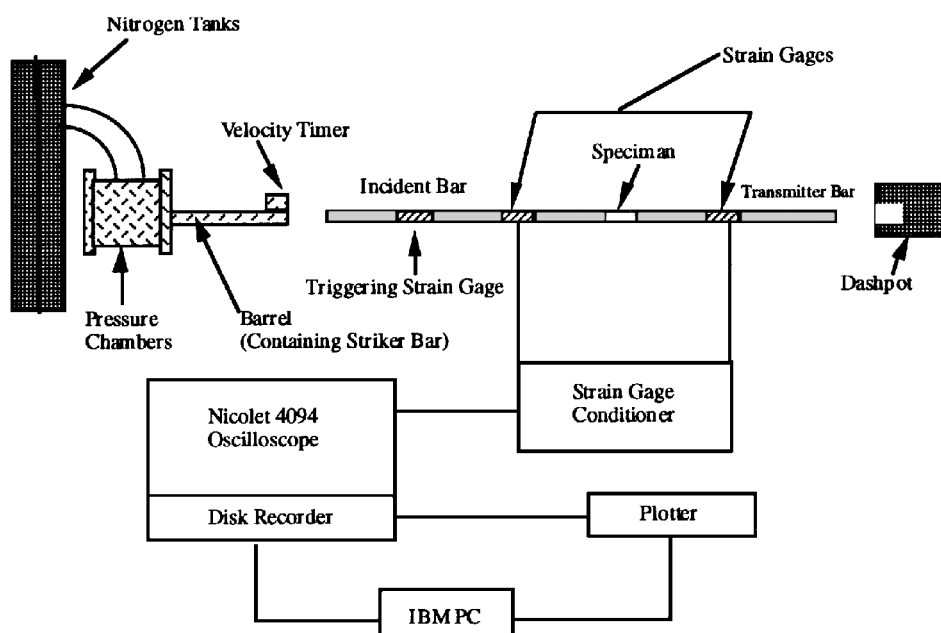 Nitrogen Tanks
Strain Gages
Velocity Timer
Speciman
Incident Bar
Transmitter Bar
Triggering Strain Gage
Dashpot
Pressure
Chambers
Barrel
(Containing Striker Bar)
Strain Gage
Conditioner
Nicolet 4094
Oscilloscope
Disk Recorder
Plotter
IBM PC